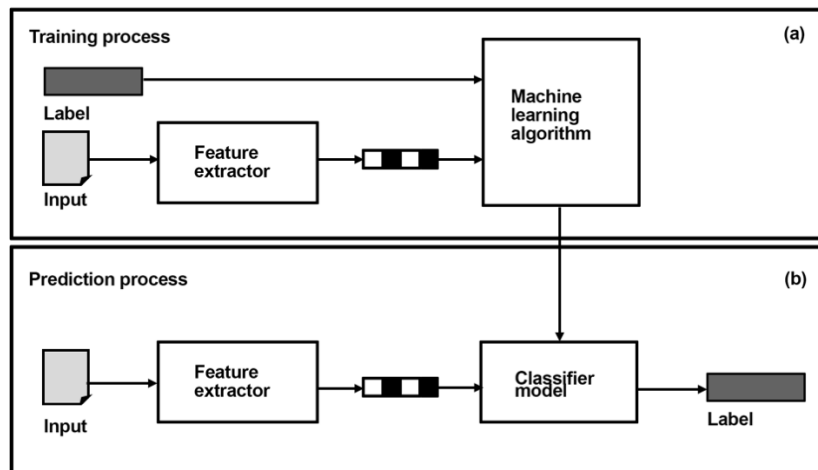 Training process
(a)
Label
Machine
learning
algorithm
Feature
extractor
Input
Prediction process
(b)
Feature
extractor
Classifier
model
Input
Label